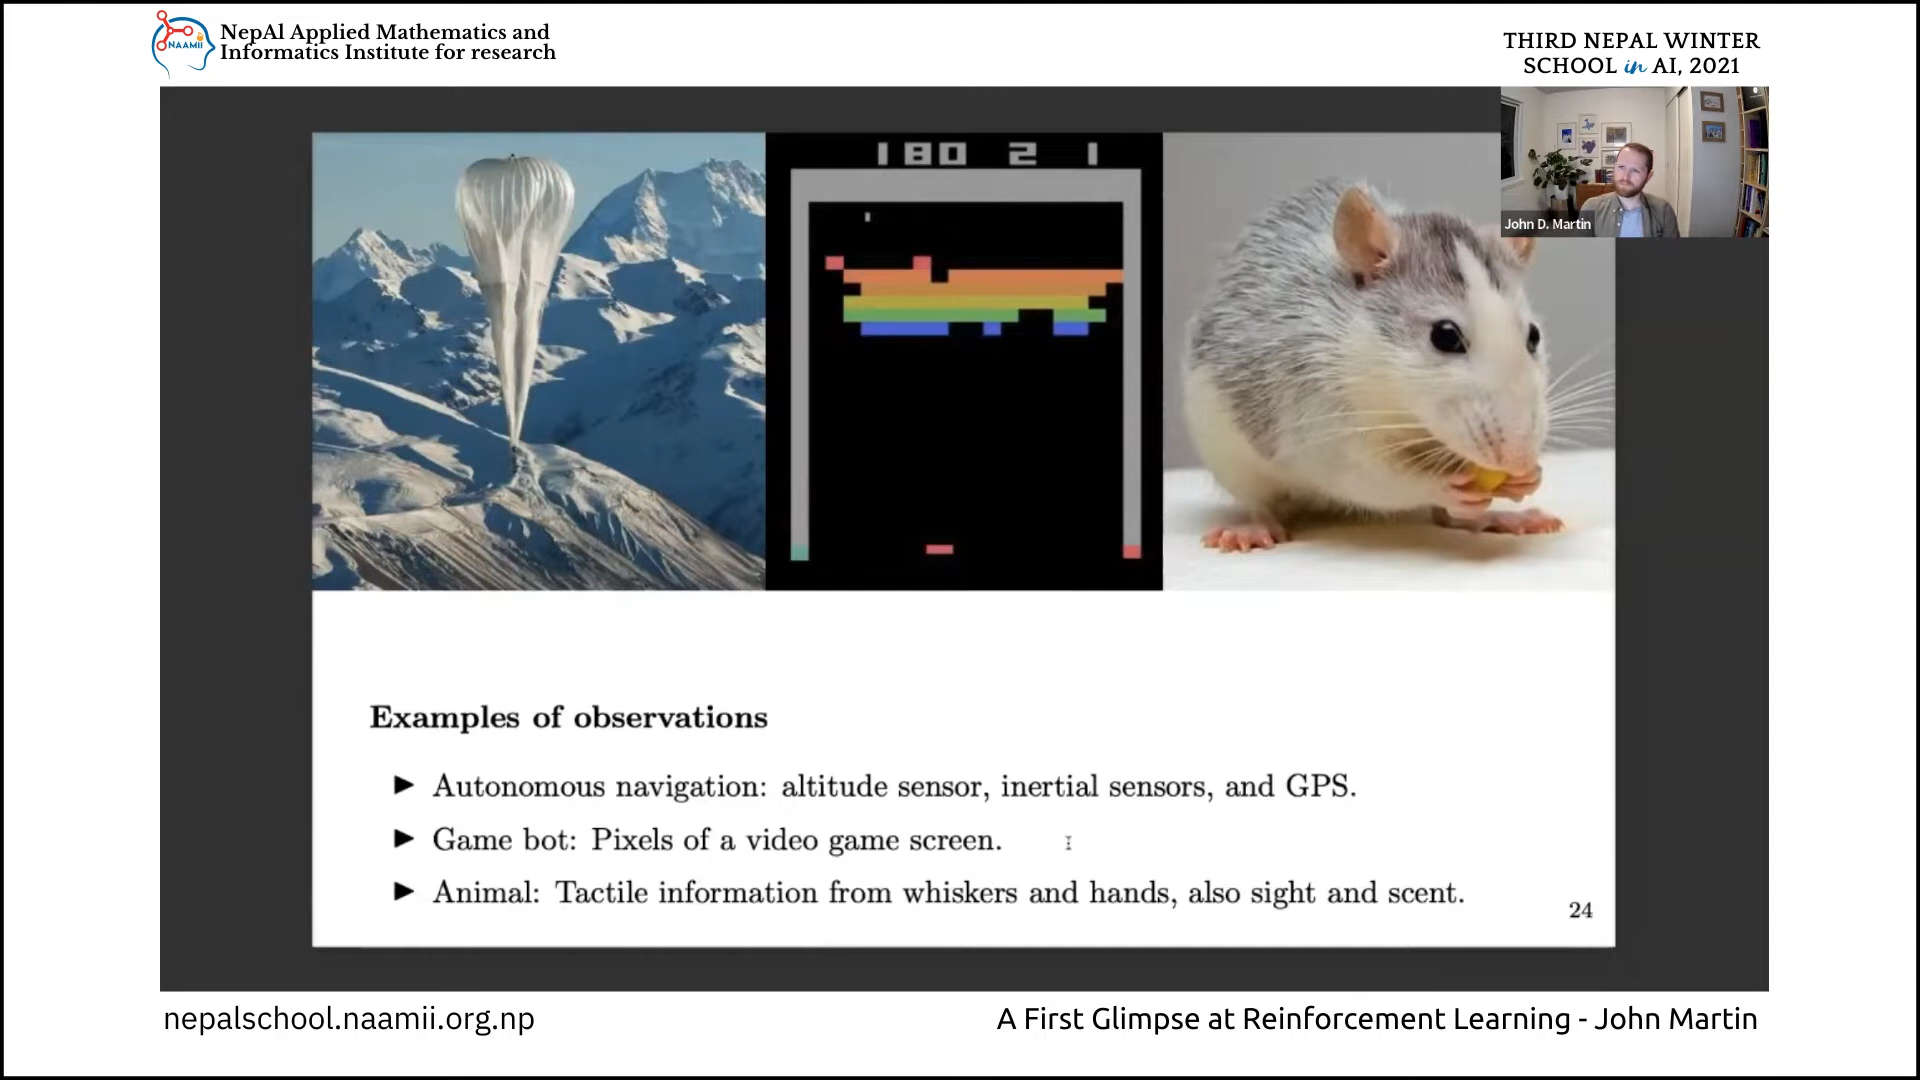 NAAMII
NepAl Applied Mathematics and
Informatics Institute for research
THIRD NEPAL WINTER
SCHOOL in AI, 2021
180 2 1
John D. Martin
Examples of observations
▶ Autonomous navigation: altitude sensor, inertial sensors, and GPS.
▶ Game bot: Pixels of a video game screen.
▶ Animal: Tactile information from whiskers and hands, also sight and scent.
24
nepalschool.naamii.org.np
A First Glimpse at Reinforcement Learning - John Martin